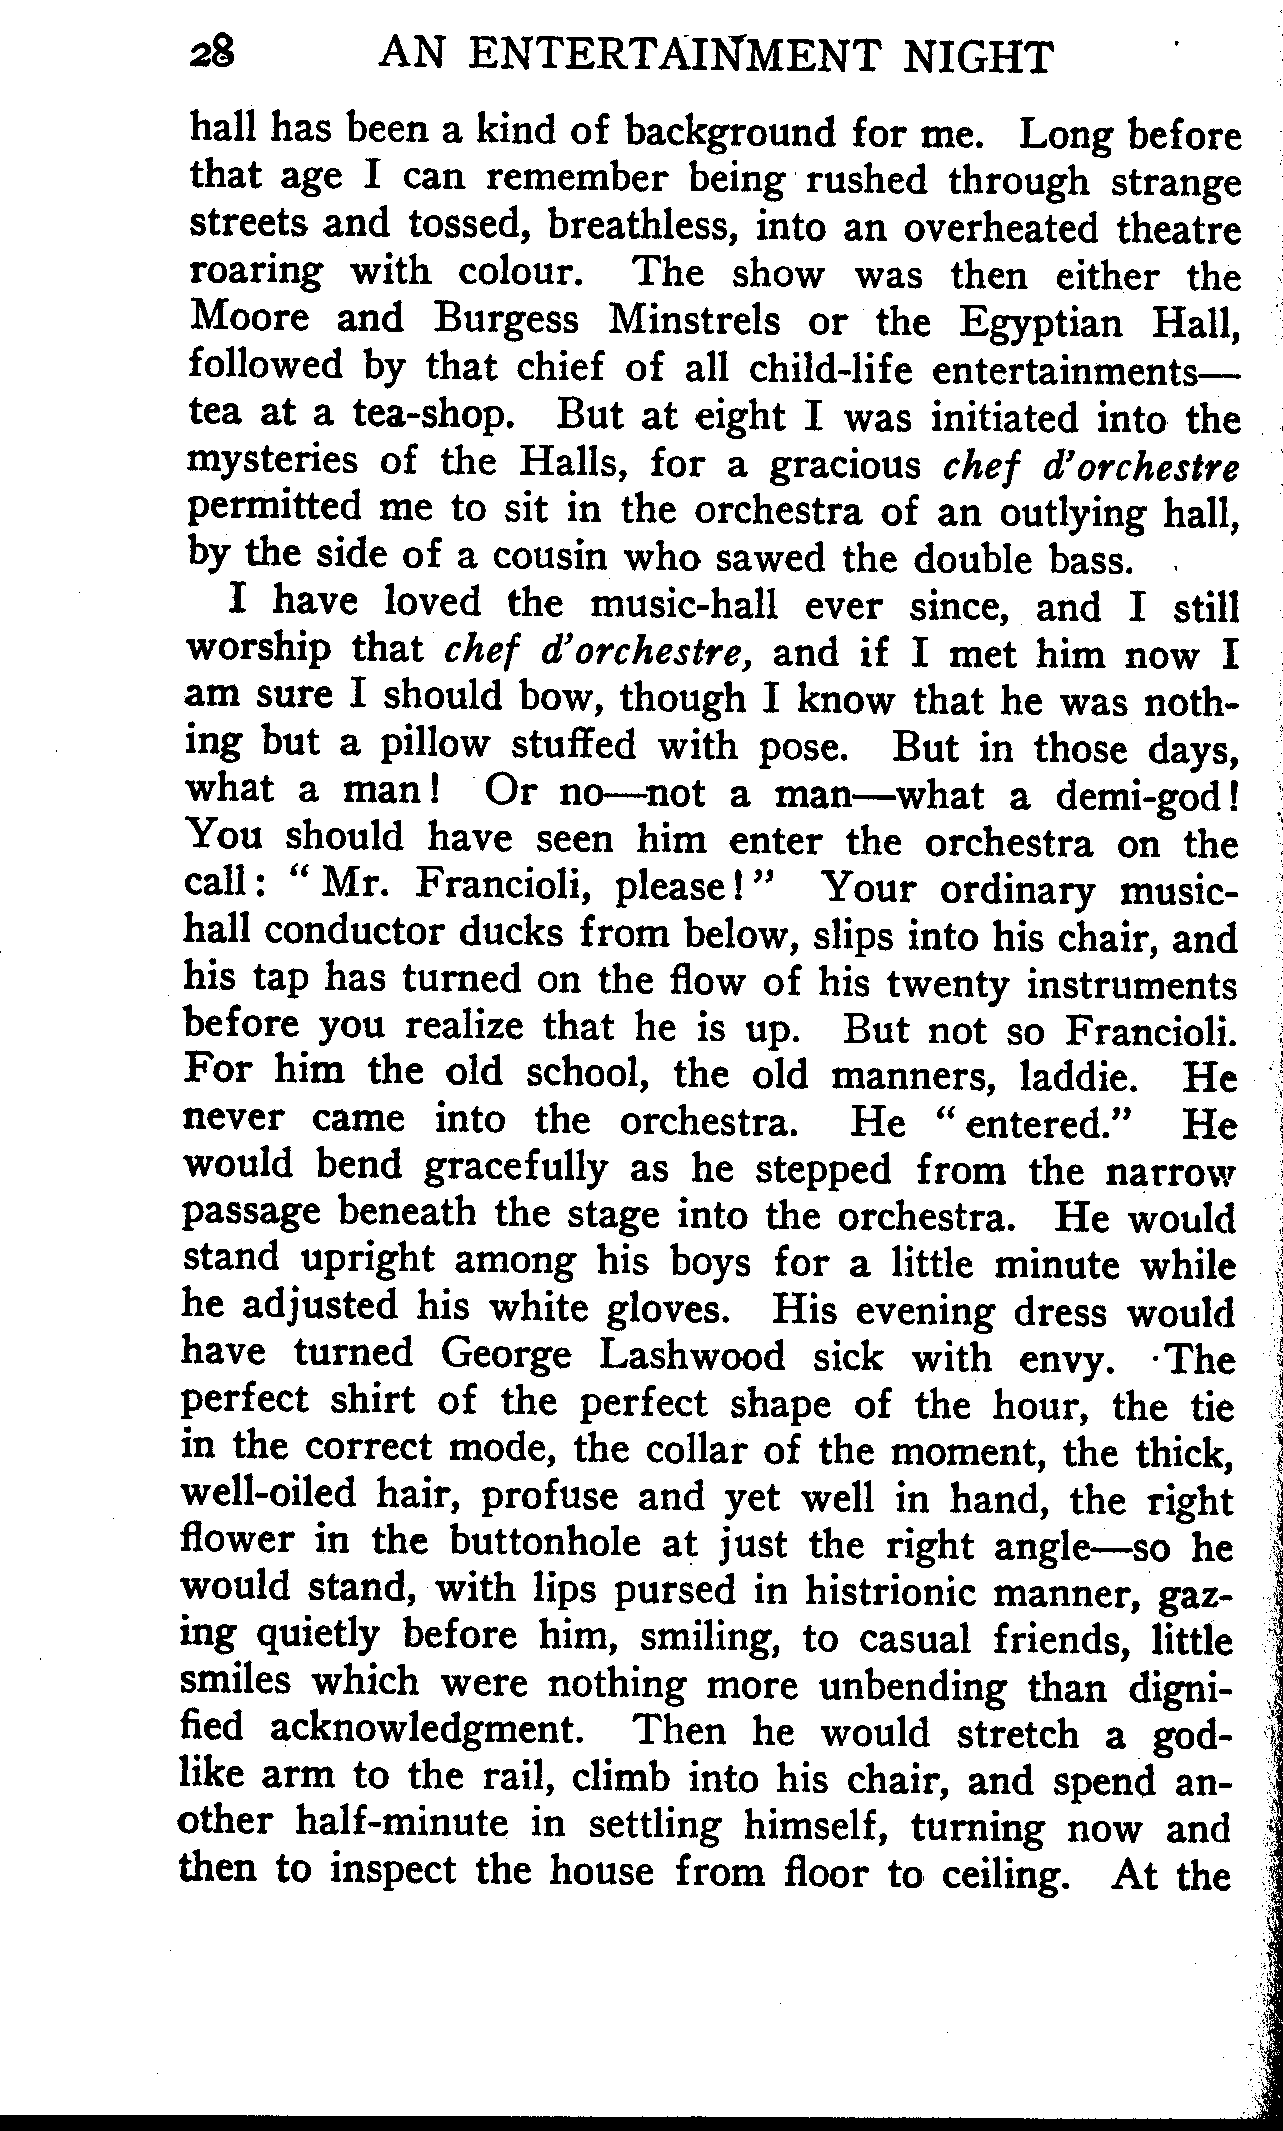 28 AN ENTERTAINMENT NIGHT
hall has been a kind of background for me. Long before
that age I can remember being rushed through strange
streets and tossed, breathless, into an overheated theatre
roaring with colour. The show was then either the
Moore and Burgess Minstrels or the Egyptian Hall,
followed by that chief of all child-life entertainments—
tea at a tea-shop. But at eight I was initiated into the
mysteries of the Halls, for a gracious chef d'orchestre
permitted me to sit in the orchestra of an outlying hall,
by the side of a cousin who sawed the double bass.
I have loved the music-hall ever since, and I still
worship that chef d'orchestre, and if I met him now I
am sure I should bow, though I know that he was noth-
ing but a pillow stuffed with pose. But in those days,
what a man! Or no—not a man—what a demi-god!
You should have seen him enter the orchestra on the
call: "Mr. Francioli, please!" Your ordinary music-
hall conductor ducks from below, slips into his chair, and
his tap has turned on the flow of his twenty instruments
before you realize that he is up. But not so Francioli.
For him the old school, the old manners, laddie. He
never came into the orchestra. He "entered." He
would bend gracefully as he stepped from the narrow
passage beneath the stage into the orchestra. He would
stand upright among his boys for a little minute while
he adjusted his white gloves. His evening dress would
have turned George Lashwood sick with envy. The
perfect shirt of the perfect shape of the hour, the tie
in the correct mode, the collar of the moment, the thick,
well-oiled hair, profuse and yet well in hand, the right
flower in the buttonhole at just the right angle—so he
would stand, with lips pursed in histrionic manner, gaz-
ing quietly before him, smiling, to casual friends, little
smiles which were nothing more unbending than digni-
fied acknowledgment. Then he would stretch a god-
like arm to the rail, climb into his chair, and spend an-
other half-minute in settling himself, turning now and
then to inspect the house from floor to ceiling. At the